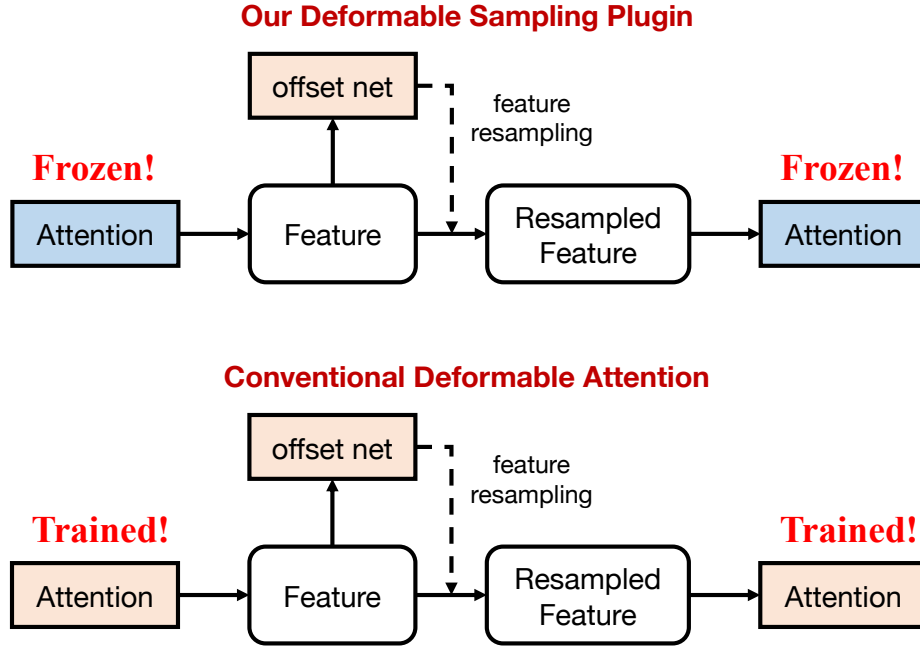 Our Deformable Sampling Plugin
offset net
feature
resampling
Frozen!
Frozen!
Attention
Feature
Resampled
Feature
Attention
Conventional Deformable Attention
offset net
feature
resampling
Trained!
Trained!
Attention
Feature
Resampled
Feature
Attention